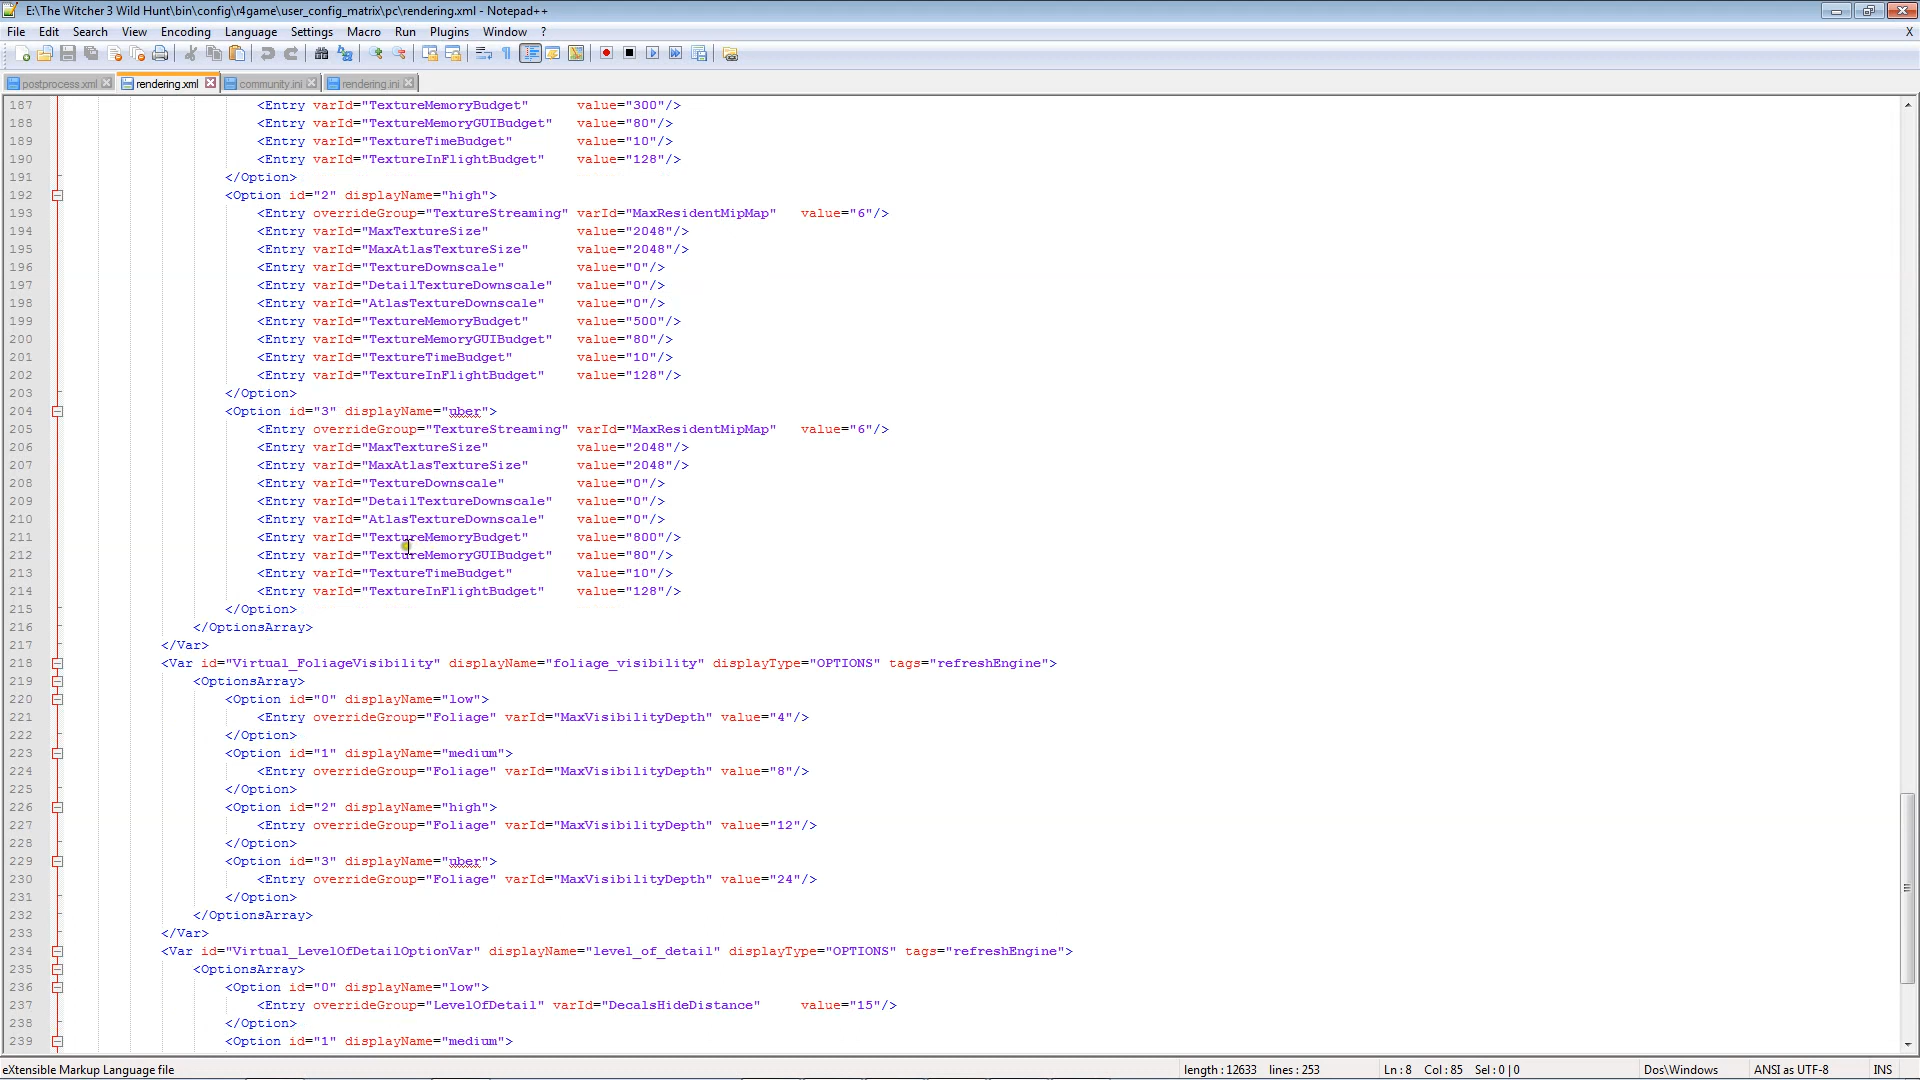 E:\The Witcher 3 Wild Hunt\bin\config\r4game\user_config_matrix\pc\rendering.xml - Notepad++
File Edit Search View Encoding Language Settings Macro Run Plugins Window ? X
postprocess.xml rendering.xml community.ini rendering.ini
187 <Entry varId="TextureMemoryBudget" value="300"/>
188 <Entry varId="TextureMemoryGUIBudget" value="80"/>
189 <Entry varId="TextureTimeBudget" value="10"/>
190 <Entry varId="TextureInFlightBudget" value="128"/>
191 </Option>
192 <Option id="2" displayName="high">
193 <Entry overrideGroup="TextureStreaming" varId="MaxResidentMipMap" value="6"/>
194 <Entry varId="MaxTextureSize" value="2048"/>
195 <Entry varId="MaxAtlasTextureSize" value="2048"/>
196 <Entry varId="TextureDownscale" value="0"/>
197 <Entry varId="DetailTextureDownscale" value="0"/>
198 <Entry varId="AtlasTextureDownscale" value="0"/>
199 <Entry varId="TextureMemoryBudget" value="500"/>
200 <Entry varId="TextureMemoryGUIBudget" value="80"/>
201 <Entry varId="TextureTimeBudget" value="10"/>
202 <Entry varId="TextureInFlightBudget" value="128"/>
203 </Option>
204 <Option id="3" displayName="uber">
205 <Entry overrideGroup="TextureStreaming" varId="MaxResidentMipMap" value="6"/>
206 <Entry varId="MaxTextureSize" value="2048"/>
207 <Entry varId="MaxAtlasTextureSize" value="2048"/>
208 <Entry varId="TextureDownscale" value="0"/>
209 <Entry varId="DetailTextureDownscale" value="0"/>
210 <Entry varId="AtlasTextureDownscale" value="0"/>
211 <Entry varId="TextureMemoryBudget" value="800"/>
212 <Entry varId="TextureMemoryGUIBudget" value="80"/>
213 <Entry varId="TextureTimeBudget" value="10"/>
214 <Entry varId="TextureInFlightBudget" value="128"/>
215 </Option>
216 </OptionsArray>
217 </Var>
218 <Var id="Virtual_FoliageVisibility" displayName="foliage_visibility" displayType="OPTIONS" tags="refreshEngine">
219 <OptionsArray>
220 <Option id="0" displayName="low">
221 <Entry overrideGroup="Foliage" varId="MaxVisibilityDepth" value="4"/>
222 </Option>
223 <Option id="1" displayName="medium">
224 <Entry overrideGroup="Foliage" varId="MaxVisibilityDepth" value="8"/>
225 </Option>
226 <Option id="2" displayName="high">
227 <Entry overrideGroup="Foliage" varId="MaxVisibilityDepth" value="12"/>
228 </Option>
229 <Option id="3" displayName="uber">
230 <Entry overrideGroup="Foliage" varId="MaxVisibilityDepth" value="24"/>
231 </Option>
232 </OptionsArray>
233 </Var>
234 <Var id="Virtual_LevelOfDetailOptionVar" displayName="level_of_detail" displayType="OPTIONS" tags="refreshEngine">
235 <OptionsArray>
236 <Option id="0" displayName="low">
237 <Entry overrideGroup="LevelOfDetail" varId="DecalsHideDistance" value="15"/>
238 </Option>
239 <Option id="1" displayName="medium">
eXtensible Markup Language file length : 12633 lines : 253 Ln : 8 Col : 85 Sel : 0 | 0 Dos\Windows ANSI as UTF-8 INS